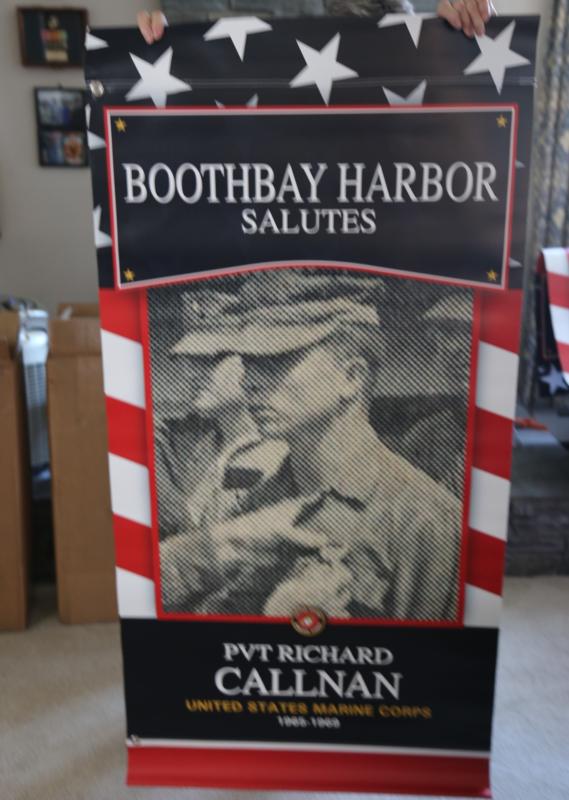 BOOTHBAY HARBOR
SALUTES
PVT RICHARD
CALLNAN
UNITED STATES MARINE CORPS